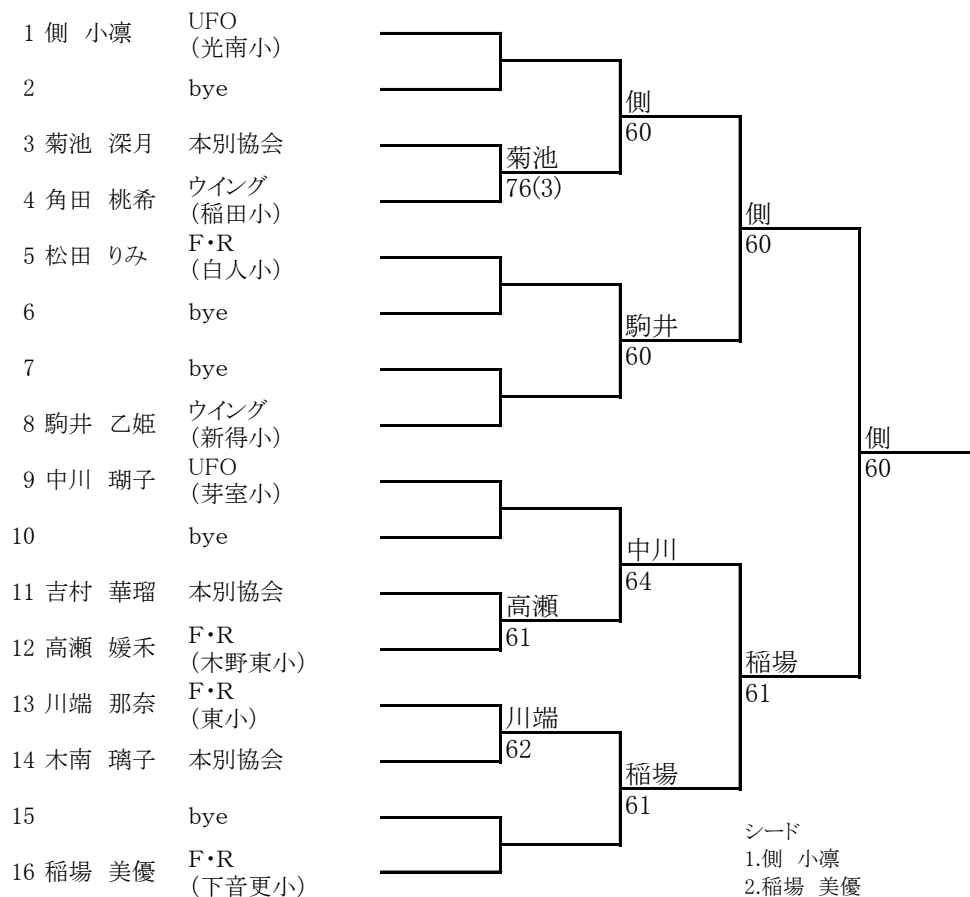 1 側 小凛 UFO
(光南小)
2 bye
側
60
3 菊池 深月 本別協会
菊池
76(3)
4 角田 桃希 ウイング
(稲田小)
側
60
5 松田 りみ F・R
(白人小)
6 bye
駒井
60
7 bye
8 駒井 乙姫 ウイング
(新得小)
側
60
9 中川 瑚子 UFO
(芽室小)
10 bye
中川
64
11 吉村 華瑠 本別協会
高瀬
61
12 高瀬 媛禾 F・R
(木野東小)
稲場
61
13 川端 那奈 F・R
(東小)
川端
62
14 木南 璃子 本別協会
稲場
61
15 bye
16 稲場 美優 F・R
(下音更小)
シード
1.側 小凛
2.稲場 美優